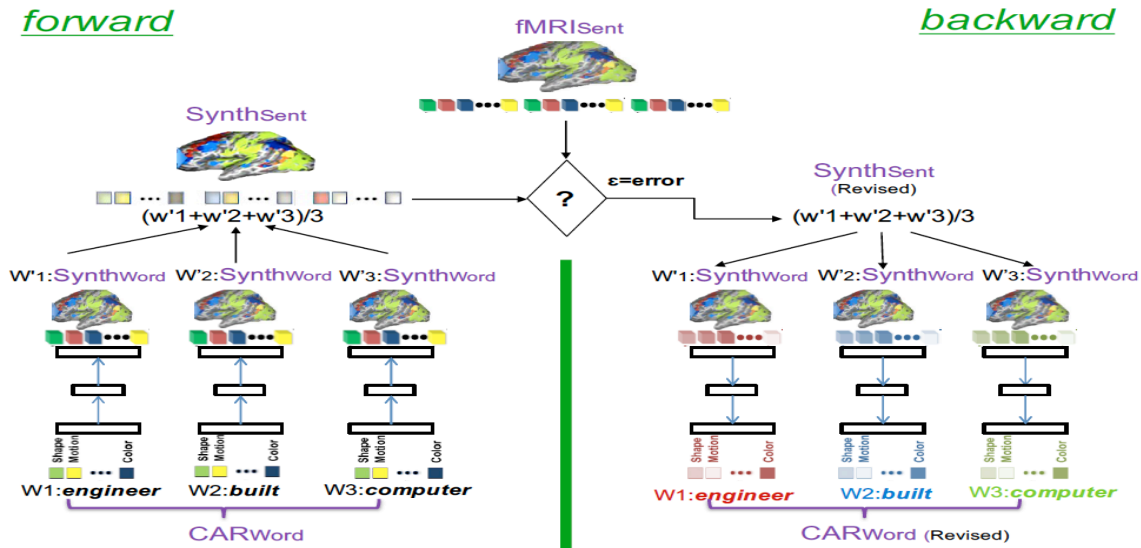 forward
fMRISent
backward
SynthSent
ε=error
?
SynthSent
(Revised)
(w'1+w'2+w'3)/3
(w'1+w'2+w'3)/3
W'1:SynthWord W'2:SynthWord W'3:SynthWord
W'1:SynthWord W'2:SynthWord W'3:SynthWord
Shape Motion Color
Shape Motion Color
Shape Motion Color
Shape Motion Color
Shape Motion Color
Shape Motion Color
W1:engineer W2:built W3:computer
W1:engineer W2:built W3:computer
CARWord
CARWord (Revised)